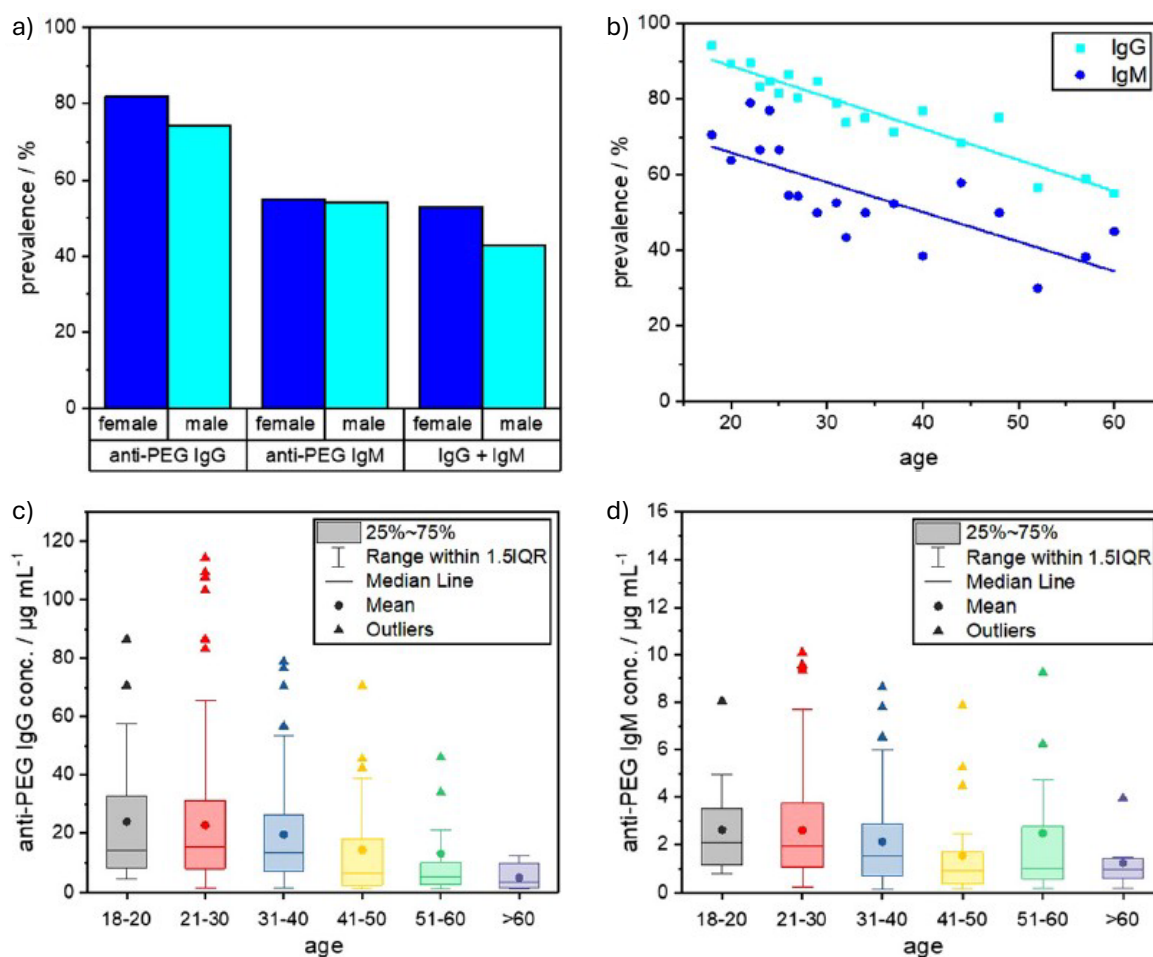 a)
100
80
60
40
20
0
prevalence / %
female male female male female male
anti-PEG IgG anti-PEG IgM IgG + IgM
b)
100
80
60
40
20
0
prevalence / %
IgG
IgM
20 30 40 50 60
age
c)
120
100
80
60
40
20
0
anti-PEG IgG conc. / µg mL⁻¹
25%~75%
Range within 1.5IQR
Median Line
Mean
Outliers
18-20 21-30 31-40 41-50 51-60 >60
age
d)
16
14
12
10
8
6
4
2
0
anti-PEG IgM conc. / µg mL⁻¹
25%~75%
Range within 1.5IQR
Median Line
Mean
Outliers
18-20 21-30 31-40 41-50 51-60 >60
age